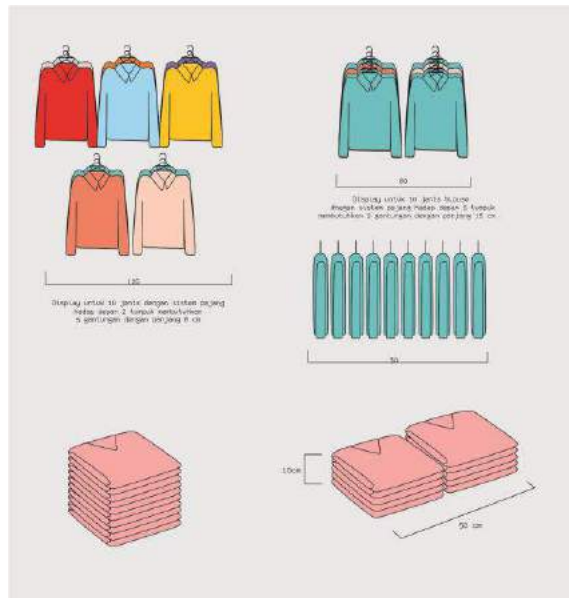 120
Display untuk 10 jenis dengan sistem pajang
hadap depan 2 tumpuk membutuhkan
5 gantungan dengan panjang 8 cm
80
Display untuk 10 jenis blouse
dengan sistem pajang hadap depan 5 tumpuk
membutuhkan 2 gantungan dengan panjang 15 cm
50
10cm
50 cm